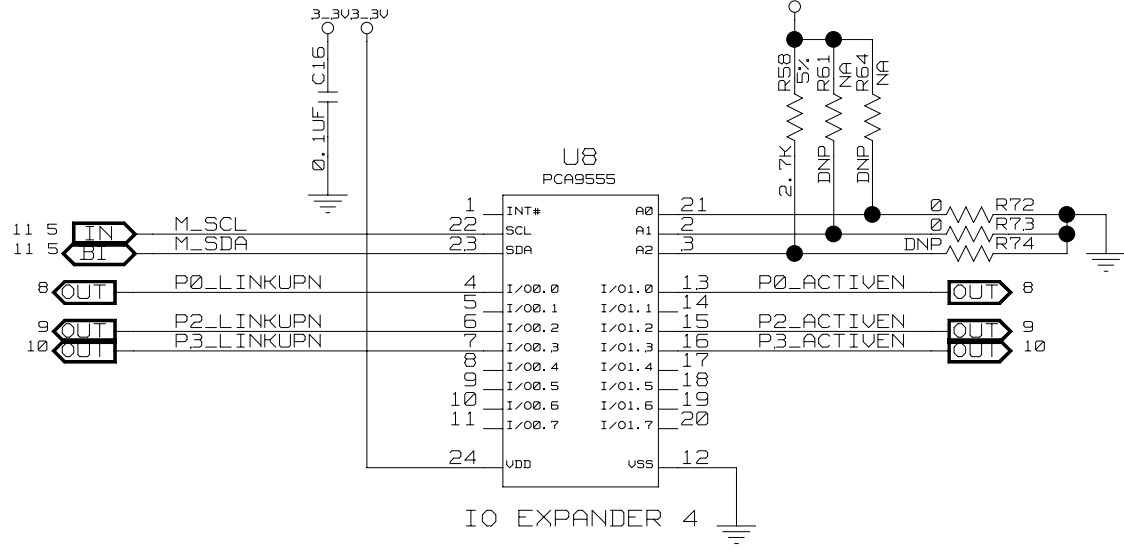 3_3V 3_3V
C16
0.1UF
R58
5%
2.7K
R61
NA
DNP
R64
NA
DNP
U8
PCA9555
1 INT# A0 21 0 R72
11 5 IN M_SCL 22 SCL A1 2 0 R73
11 5 BI M_SDA 23 SDA A2 3 DNP R74
8 OUT P0_LINKUPN 4 I/O0.0 I/O1.0 13 P0_ACTIVEN OUT 8
5 I/O0.1 I/O1.1 14
9 OUT P2_LINKUPN 6 I/O0.2 I/O1.2 15 P2_ACTIVEN OUT 9
10 OUT P3_LINKUPN 7 I/O0.3 I/O1.3 16 P3_ACTIVEN OUT 10
8 I/O0.4 I/O1.4 17
9 I/O0.5 I/O1.5 18
10 I/O0.6 I/O1.6 19
11 I/O0.7 I/O1.7 20
24 VDD VSS 12
IO EXPANDER 4